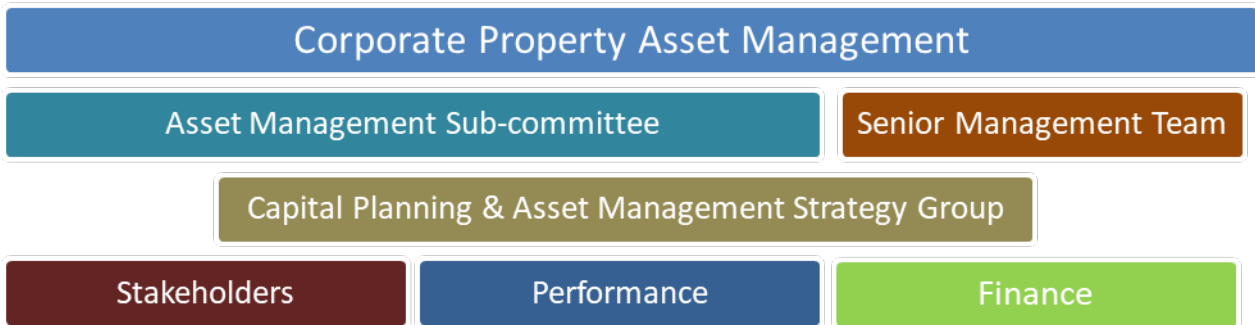 Corporate Property Asset Management
Asset Management Sub-committee
Senior Management Team
Capital Planning & Asset Management Strategy Group
Stakeholders
Performance
Finance